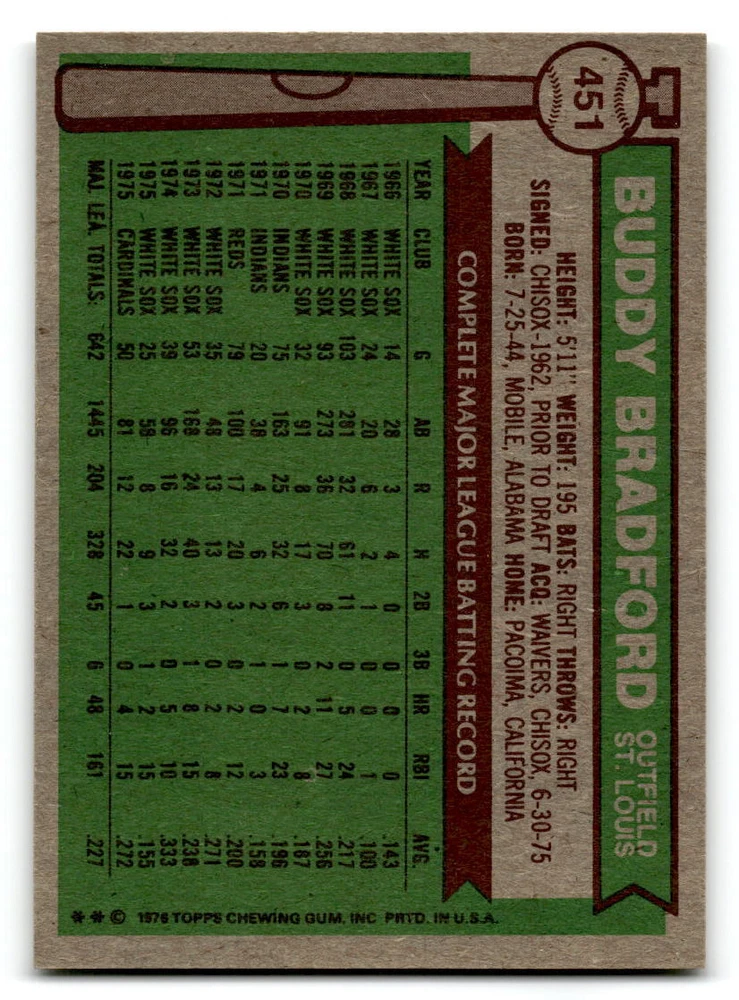 451
BUDDY BRADFORD OUTFIELD
ST. LOUIS
HEIGHT: 5'11" WEIGHT: 195 BATS: RIGHT THROWS: RIGHT
SIGNED: CHISOX-1962, PRIOR TO DRAFT ACQ: WAIVERS, CHISOX, 6-30-75
BORN: 7-25-44, MOBILE, ALABAMA HOME: PACOIMA, CALIFORNIA
COMPLETE MAJOR LEAGUE BATTING RECORD
YEAR CLUB G AB R H 2B 3B HR RBI AVG.
1966 WHITE SOX 14 28 3 4 0 0 0 0 .143
1967 WHITE SOX 24 20 6 2 1 0 0 1 .100
1968 WHITE SOX 103 281 32 61 11 0 5 24 .217
1969 WHITE SOX 93 273 36 70 8 2 11 27 .256
1970 WHITE SOX 32 91 8 17 3 0 2 8 .187
1970 INDIANS 75 163 25 32 6 1 7 23 .196
1971 INDIANS 20 38 4 6 2 1 0 3 .158
1971 REDS 79 100 17 20 3 0 2 12 .200
1972 WHITE SOX 35 48 13 13 2 0 2 8 .271
1973 WHITE SOX 53 168 24 40 3 1 8 15 .238
1974 WHITE SOX 39 96 16 32 2 0 5 10 .333
1975 WHITE SOX 25 58 8 9 3 1 2 15 .155
1975 CARDINALS 50 81 12 22 1 0 4 15 .272
MAJ. LEA. TOTALS: 642 1445 204 328 45 6 48 161 .227
** © 1976 TOPPS CHEWING GUM, INC PRTD. IN U.S.A.